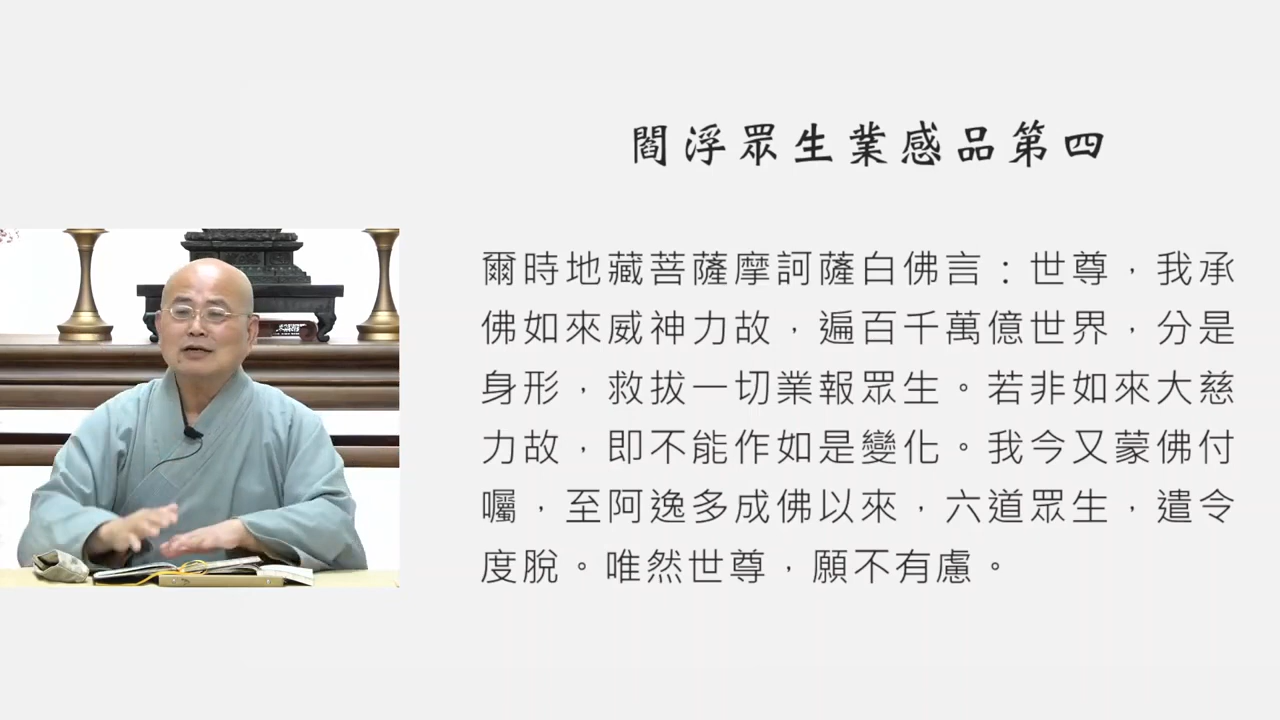 閻浮眾生業感品第四
爾時地藏菩薩摩訶薩白佛言：世尊，我承
佛如來威神力故，遍百千萬億世界，分是
身形，救拔一切業報眾生。若非如來大慈
力故，即不能作如是變化。我今又蒙佛付
囑，至阿逸多成佛以來，六道眾生，遣令
度脫。唯然世尊，願不有慮。